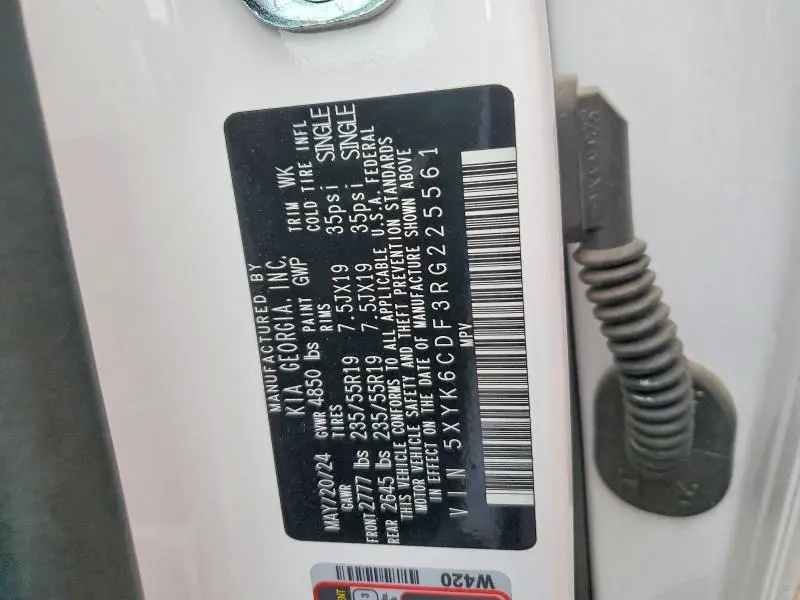 MANUFACTURED BY
KIA GEORGIA, INC.
MAY/20/24 GVWR 4850 lbs PAINT GWP TRIM WK
GAWR TIRES RIMS COLD TIRE INFL
FRONT 2777 lbs 235/55R19 7.5JX19 35psi SINGLE
REAR 2645 lbs 235/55R19 7.5JX19 35psi SINGLE
THIS VEHICLE CONFORMS TO ALL APPLICABLE U.S.A. FEDERAL
MOTOR VEHICLE SAFETY AND THEFT PREVENTION STANDARDS
IN EFFECT ON THE DATE OF MANUFACTURE SHOWN ABOVE
VIN 5XYK6CDF3RG225561
MPV
W420
3